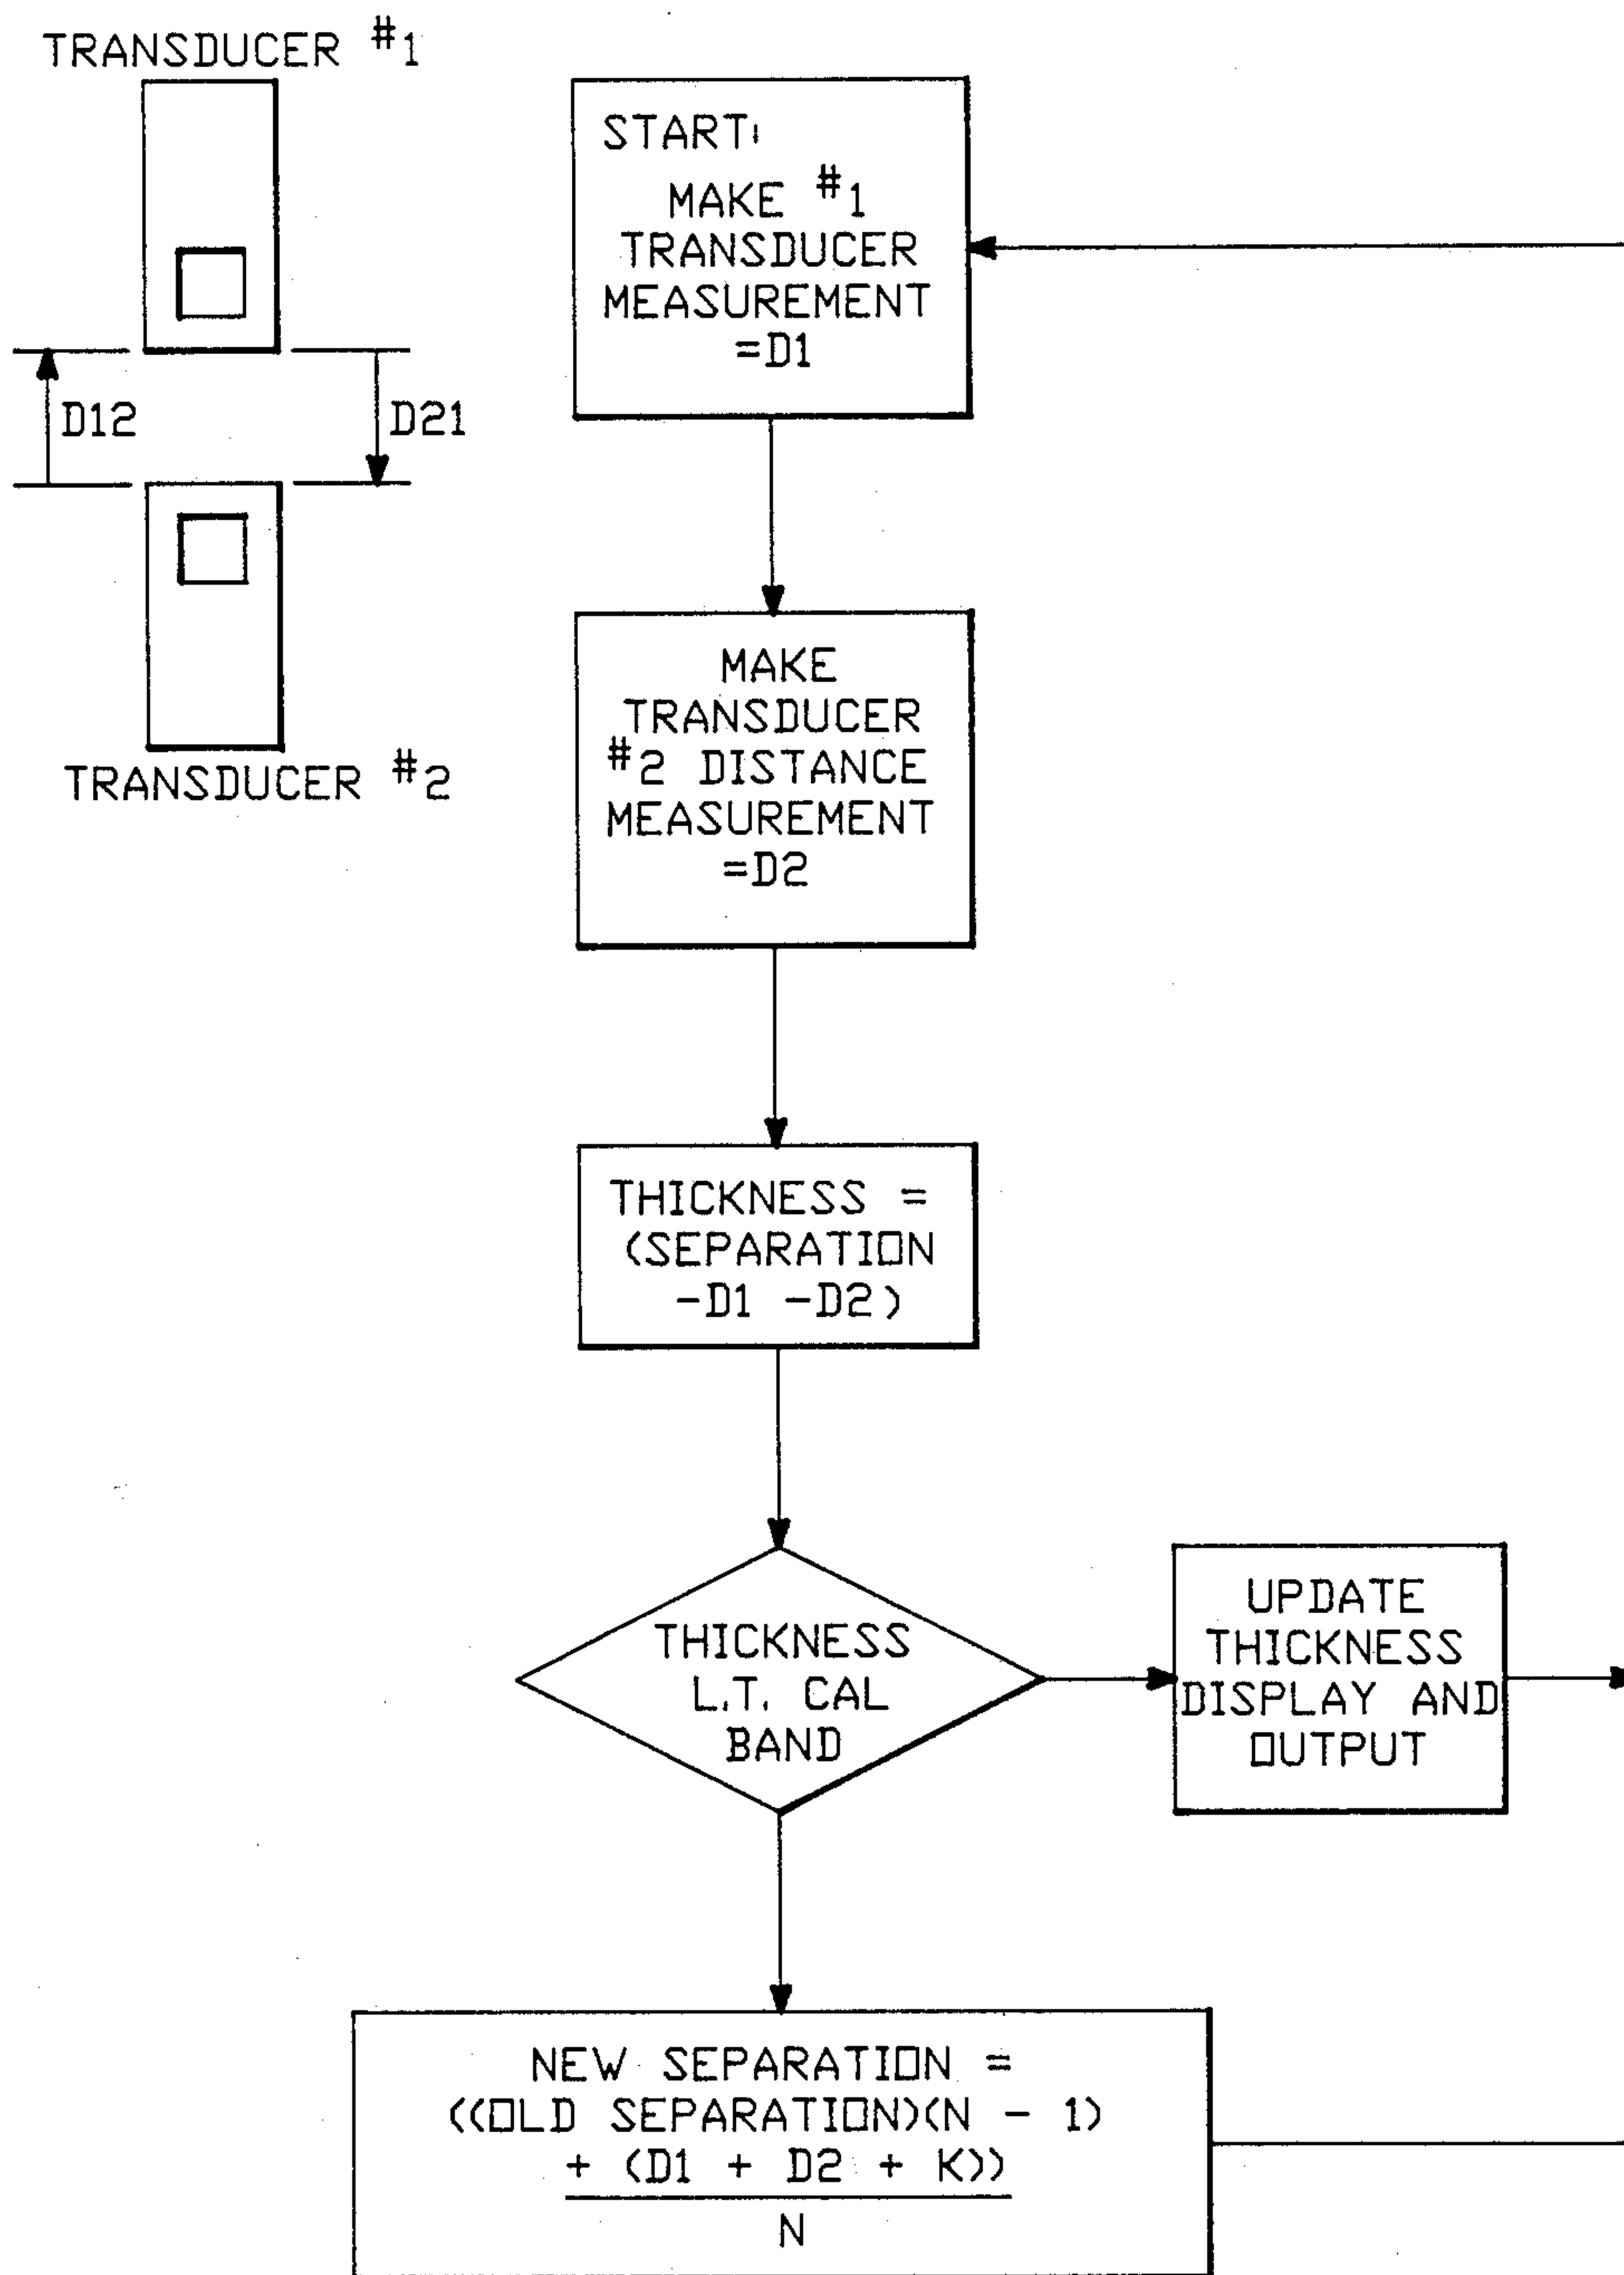 TRANSDUCER #1
D12
D21
TRANSDUCER #2
START:
MAKE #1
TRANSDUCER
MEASUREMENT
=D1
MAKE
TRANSDUCER
#2 DISTANCE
MEASUREMENT
=D2
THICKNESS =
(SEPARATION
-D1 -D2)
THICKNESS
L.T. CAL
BAND
UPDATE
THICKNESS
DISPLAY AND
OUTPUT
NEW SEPARATION =
((OLD SEPARATION)(N - 1)
+ (D1 + D2 + K))
N